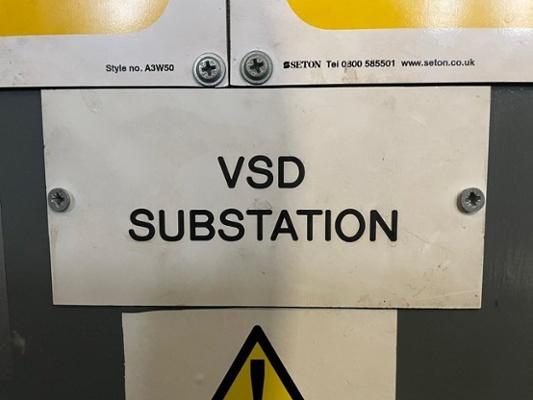 Style no. A3W50
SETON Tel 0800 585501 www.seton.co.uk
VSD
SUBSTATION
!